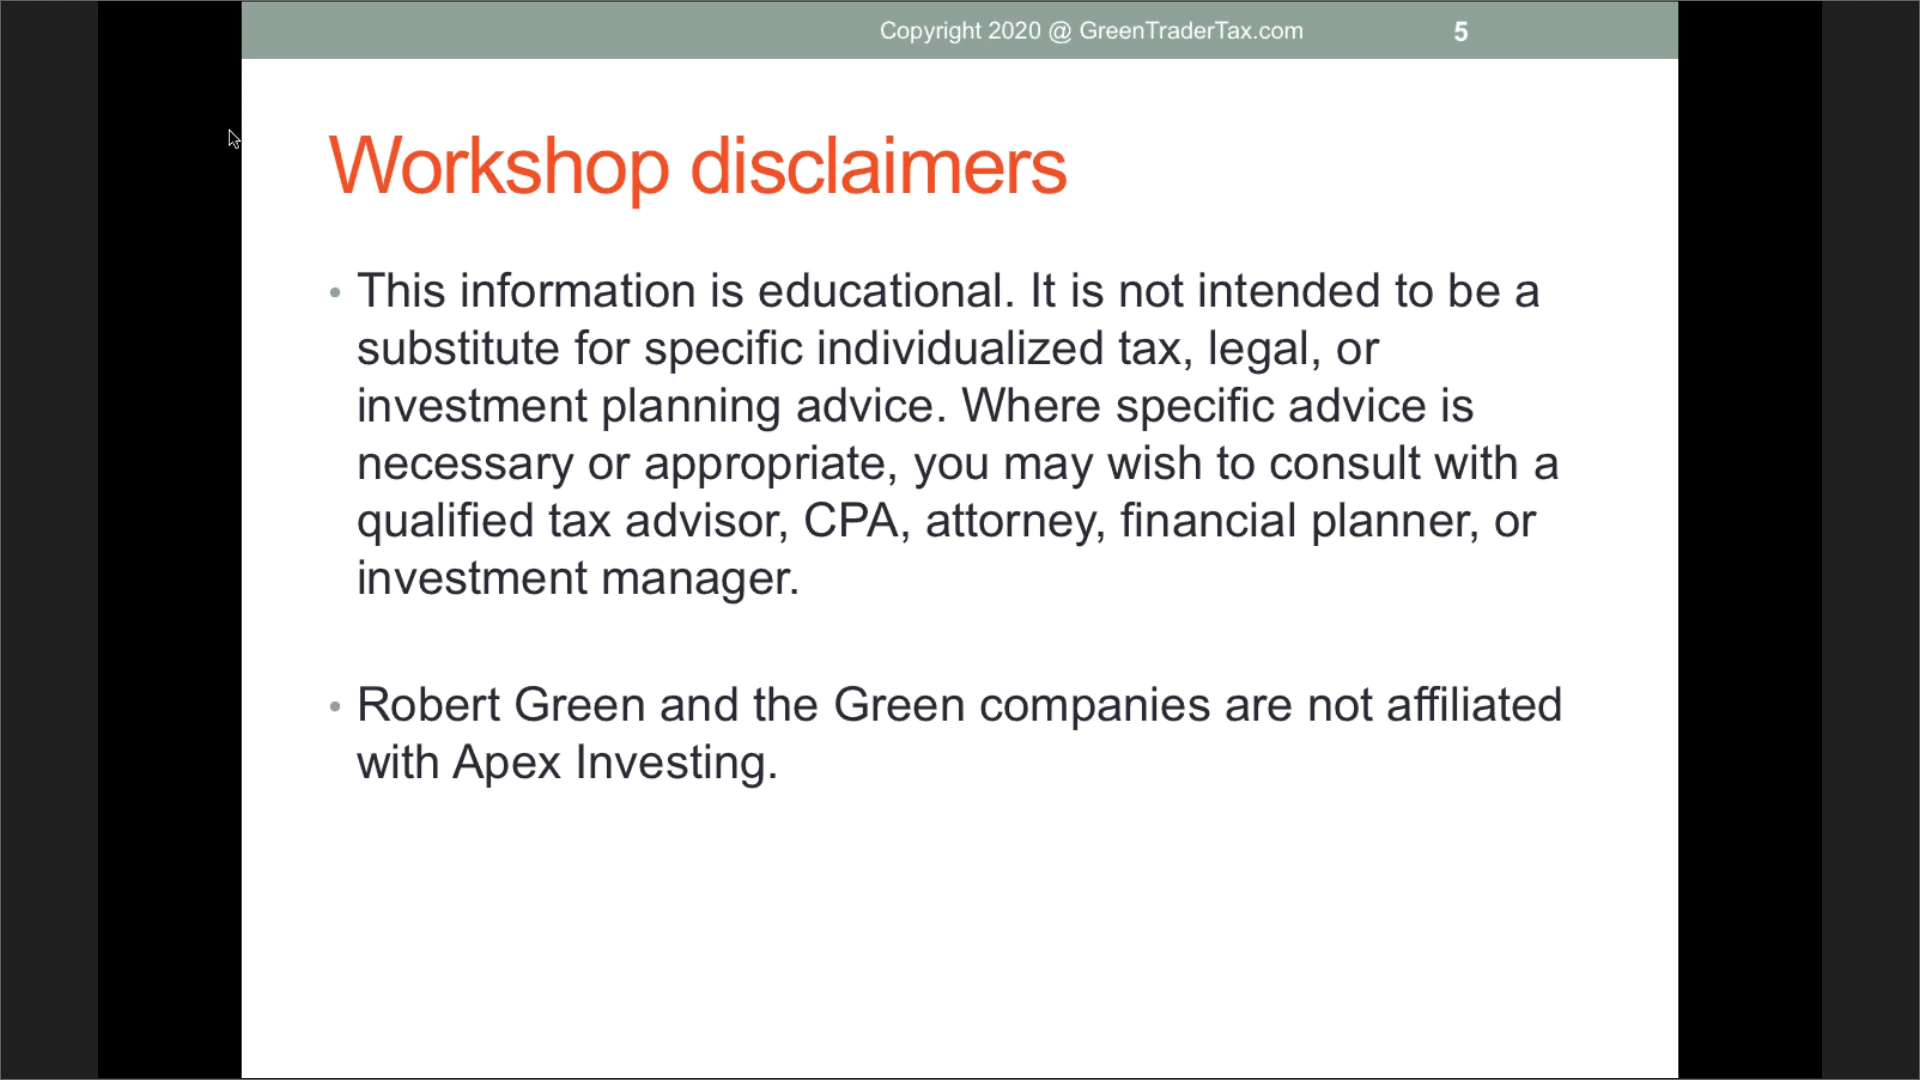 Copyright 2020 @ GreenTraderTax.com 5
Workshop disclaimers
• This information is educational. It is not intended to be a
substitute for specific individualized tax, legal, or
investment planning advice. Where specific advice is
necessary or appropriate, you may wish to consult with a
qualified tax advisor, CPA, attorney, financial planner, or
investment manager.
• Robert Green and the Green companies are not affiliated
with Apex Investing.